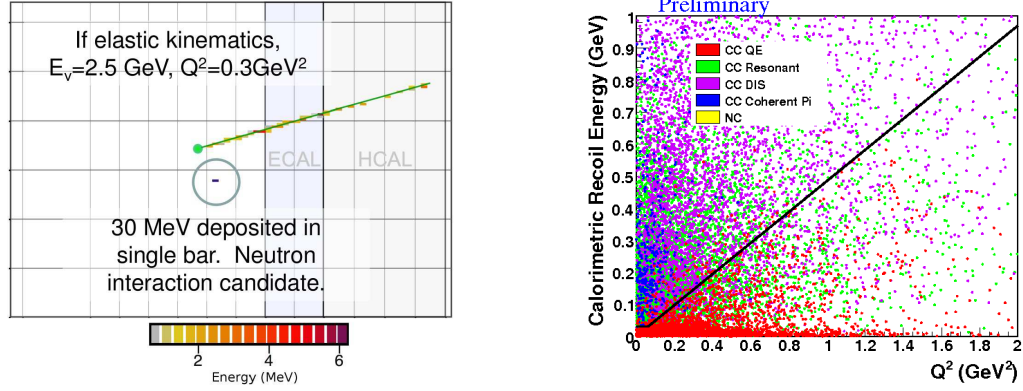 If elastic kinematics,
Eν=2.5 GeV, Q²=0.3GeV²
ECAL
HCAL
30 MeV deposited in
single bar. Neutron
interaction candidate.
2
4
6
Energy (MeV)
Preliminary
Calorimetric Recoil Energy (GeV)
1
0.9
0.8
0.7
0.6
0.5
0.4
0.3
0.2
0.1
0
CC QE
CC Resonant
CC DIS
CC Coherent Pi
NC
0 0.2 0.4 0.6 0.8 1 1.2 1.4 1.6 1.8 2
Q² (GeV²)